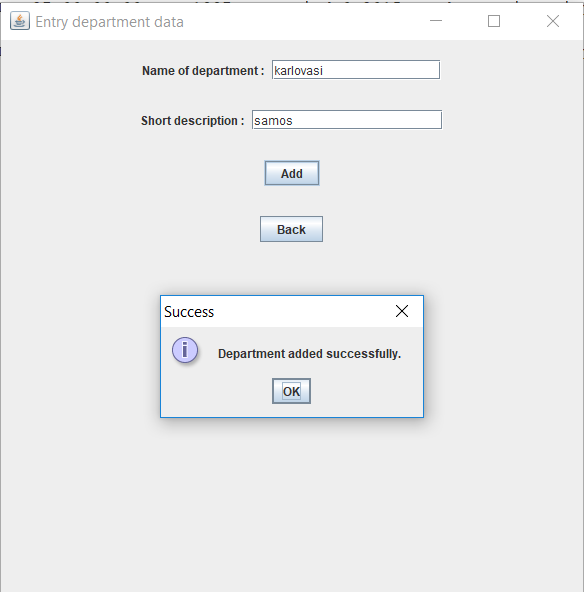 Entry department data
Name of department : karlovasi
Short description : samos
Add
Back
Success
i
Department added successfully.
OK